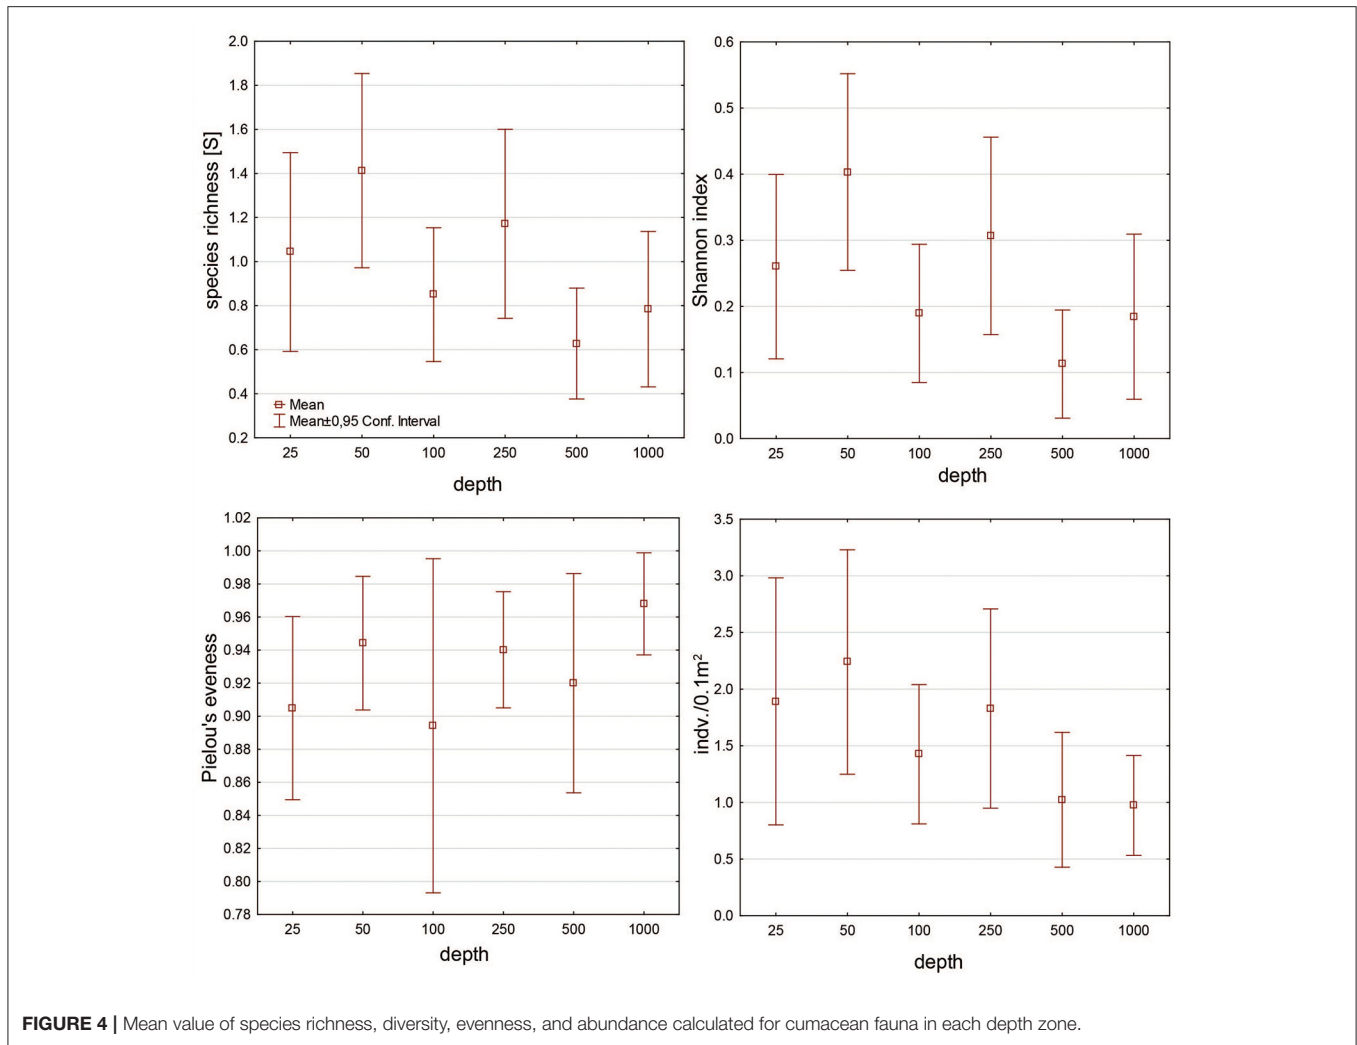 2.0
1.8
1.6
1.4
1.2
1.0
0.8
0.6
0.4
0.2
species richness [S]
Mean
Mean±0,95 Conf. Interval
25 50 100 250 500 1000
depth
0.6
0.5
0.4
0.3
0.2
0.1
0.0
Shannon index
25 50 100 250 500 1000
depth
1.02
1.00
0.98
0.96
0.94
0.92
0.90
0.88
0.86
0.84
0.82
0.80
0.78
Pielou's eveness
25 50 100 250 500 1000
depth
3.5
3.0
2.5
2.0
1.5
1.0
0.5
0.0
indv./0.1m²
25 50 100 250 500 1000
depth
FIGURE 4 | Mean value of species richness, diversity, evenness, and abundance calculated for cumacean fauna in each depth zone.